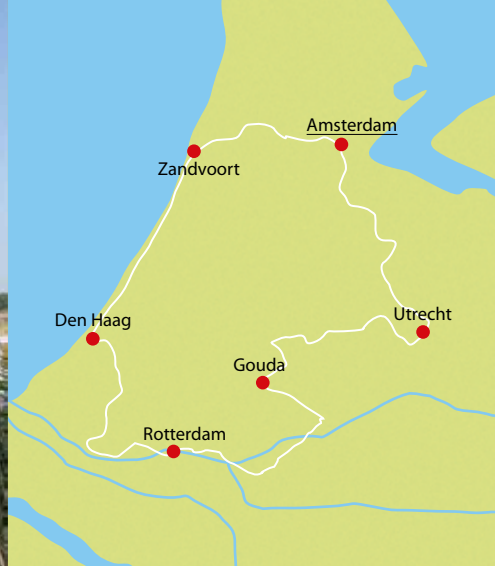 Amsterdam
Zandvoort
Den Haag
Utrecht
Gouda
Rotterdam